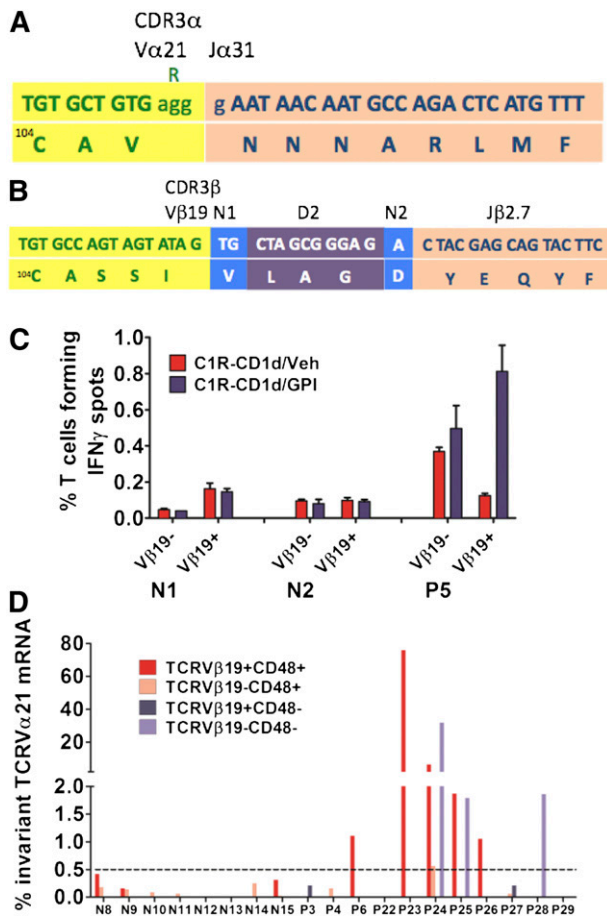 A
CDR3α
Vα21 Jα31
R
TGT GCT GTG agg gAAT AAC AAT GCC AGA CTC ATG TTT
104C A V N N N A R L M F
B
CDR3β
Vβ19 N1 D2 N2 Jβ2.7
TGT GCC AGT AGT ATA G TG CTA GCG GGA G A C TAC GAG CAG TAC TTC
104C A S S I V L A G D Y E Q Y F
C
% T cells forming
IFNγ spots
1.0
0.8
0.6
0.4
0.2
0.0
C1R-CD1d/Veh
C1R-CD1d/GPI
Vβ19- Vβ19+ Vβ19- Vβ19+ Vβ19- Vβ19+
N1 N2 P5
D
% invariant TCRVα21 mRNA
80
60
40
20
2.0
1.5
1.0
0.5
0.0
TCRVβ19+CD48+
TCRVβ19-CD48+
TCRVβ19+CD48-
TCRVβ19-CD48-
N8 N9 N10 N11 N12 N13 N14 N15 P3 P4 P6 P22 P23 P24 P25 P26 P27 P28 P29